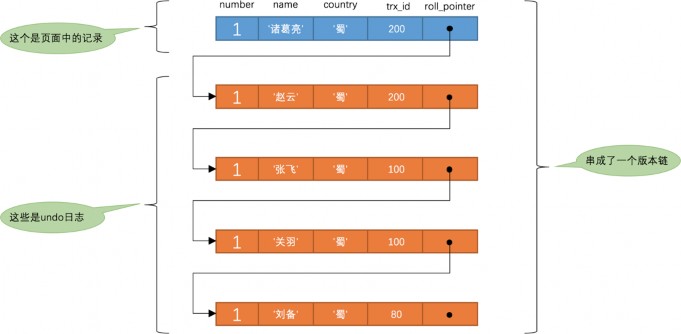 number name country trx_id roll_pointer
1 '诸葛亮' '蜀' 200
这个是页面中的记录
1 '赵云' '蜀' 200
1 '张飞' '蜀' 100
串成了一个版本链
这些是undo日志
1 '关羽' '蜀' 100
1 '刘备' '蜀' 80